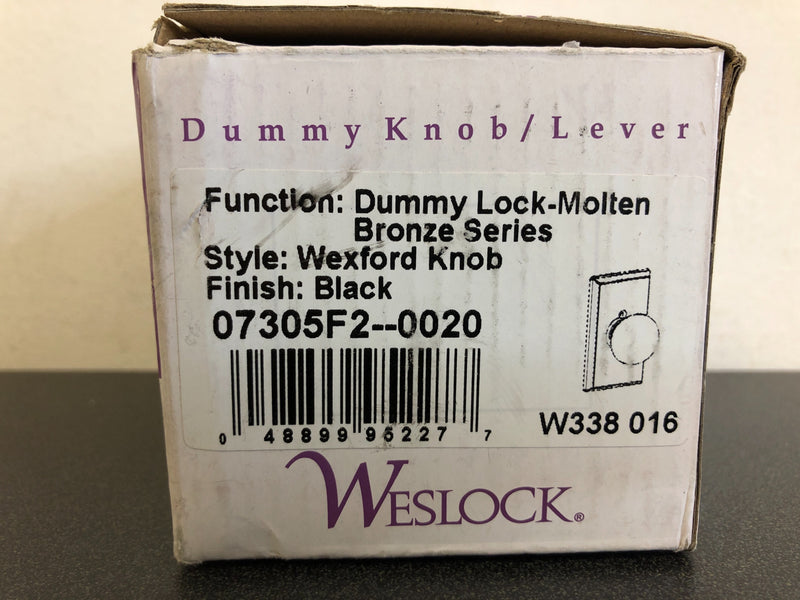 Dummy Knob/Lever
Function: Dummy Lock-Molten
Bronze Series
Style: Wexford Knob
Finish: Black
07305F2--0020
0 48899 95227 7
W338 016
WESLOCK®